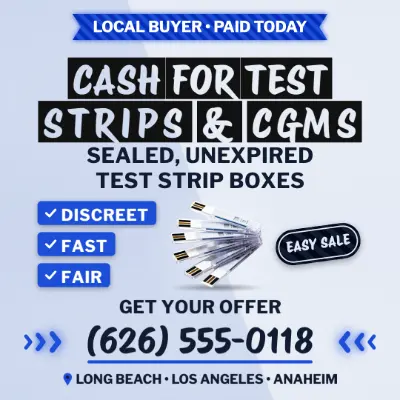 LOCAL BUYER • PAID TODAY
CASH FOR TEST
STRIPS & CGMS
SEALED, UNEXPIRED
TEST STRIP BOXES
DISCREET
FAST
FAIR
EASY SALE
GET YOUR OFFER
(626) 555-0118
LONG BEACH • LOS ANGELES • ANAHEIM